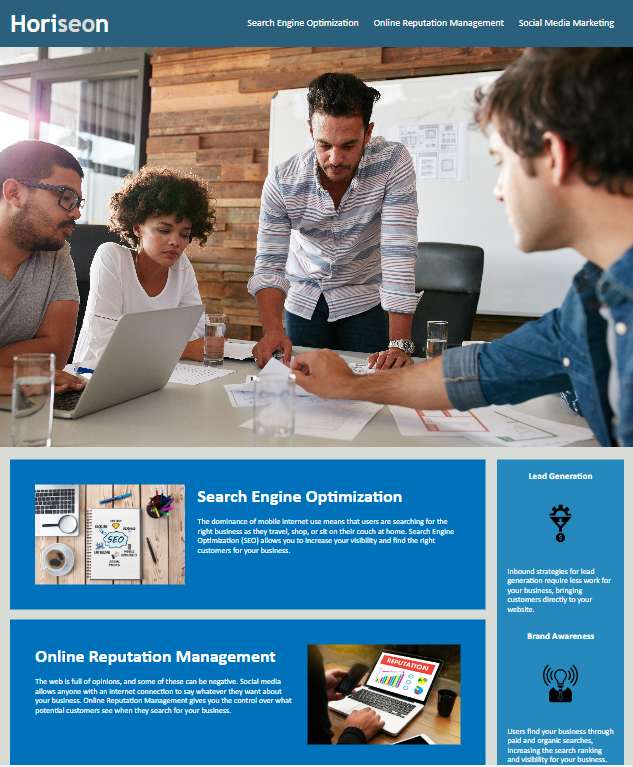 Horiseon
Search Engine Optimization
Online Reputation Management
Social Media Marketing
Search Engine Optimization
The dominance of mobile internet use means that users are searching for the
right business as they travel, shop, or sit on their couch at home. Search Engine
Optimization (SEO) allows you to increase your visibility and find the right
customers for your business.
SEO
Online Reputation Management
The web is full of opinions, and some of these can be negative. Social media
allows anyone with an internet connection to say whatever they want about
your business. Online Reputation Management gives you the control over what
potential customers see when they search for your business.
REPUTATION
Lead Generation
Inbound strategies for lead
generation require less work for
your business, bringing
customers directly to your
website.
Brand Awareness
Users find your business through
paid and organic searches,
increasing the search ranking
and visibility for your business.